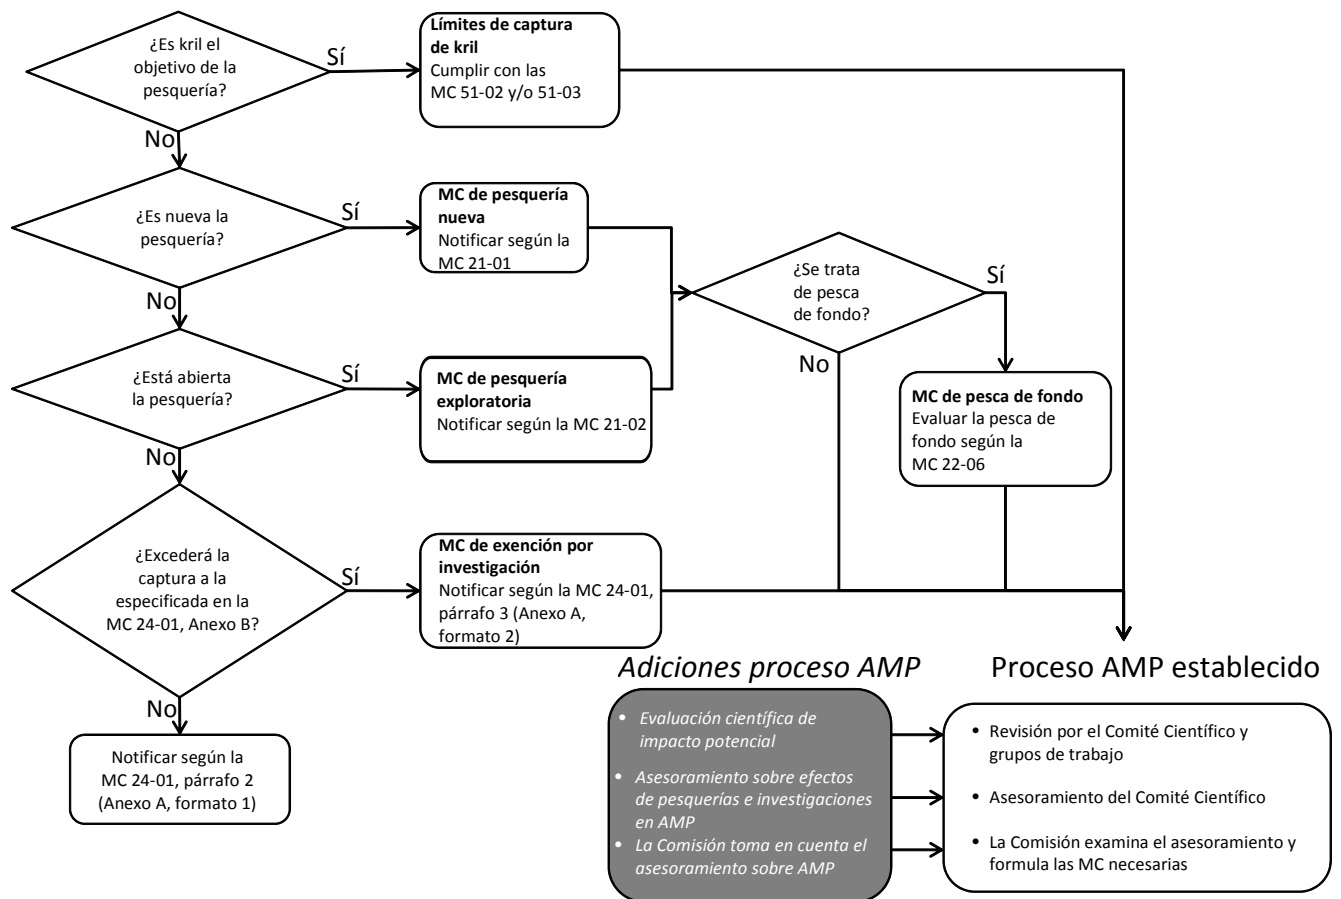 ¿Es kril el
objetivo de la
pesquería?
Sí
Límites de captura
de kril
Cumplir con las
MC 51-02 y/o 51-03
No
¿Es nueva la
pesquería?
Sí
MC de pesquería
nueva
Notificar según la
MC 21-01
No
¿Se trata
de pesca
de fondo?
Sí
No
¿Está abierta
la pesquería?
Sí
MC de pesquería
exploratoria
Notificar según la MC 21-02
MC de pesca de fondo
Evaluar la pesca de
fondo según la
MC 22-06
No
¿Excederá la
captura a la
especificada en la
MC 24-01, Anexo B?
Sí
MC de exención por
investigación
Notificar según la MC 24-01,
párrafo 3 (Anexo A,
formato 2)
No
Notificar según la
MC 24-01, párrafo 2
(Anexo A, formato 1)
Adiciones proceso AMP
• Evaluación científica de
impacto potencial
• Asesoramiento sobre efectos
de pesquerías e investigaciones
en AMP
• La Comisión toma en cuenta el
asesoramiento sobre AMP
Proceso AMP establecido
• Revisión por el Comité Científico y
grupos de trabajo
• Asesoramiento del Comité Científico
• La Comisión examina el asesoramiento y
formula las MC necesarias